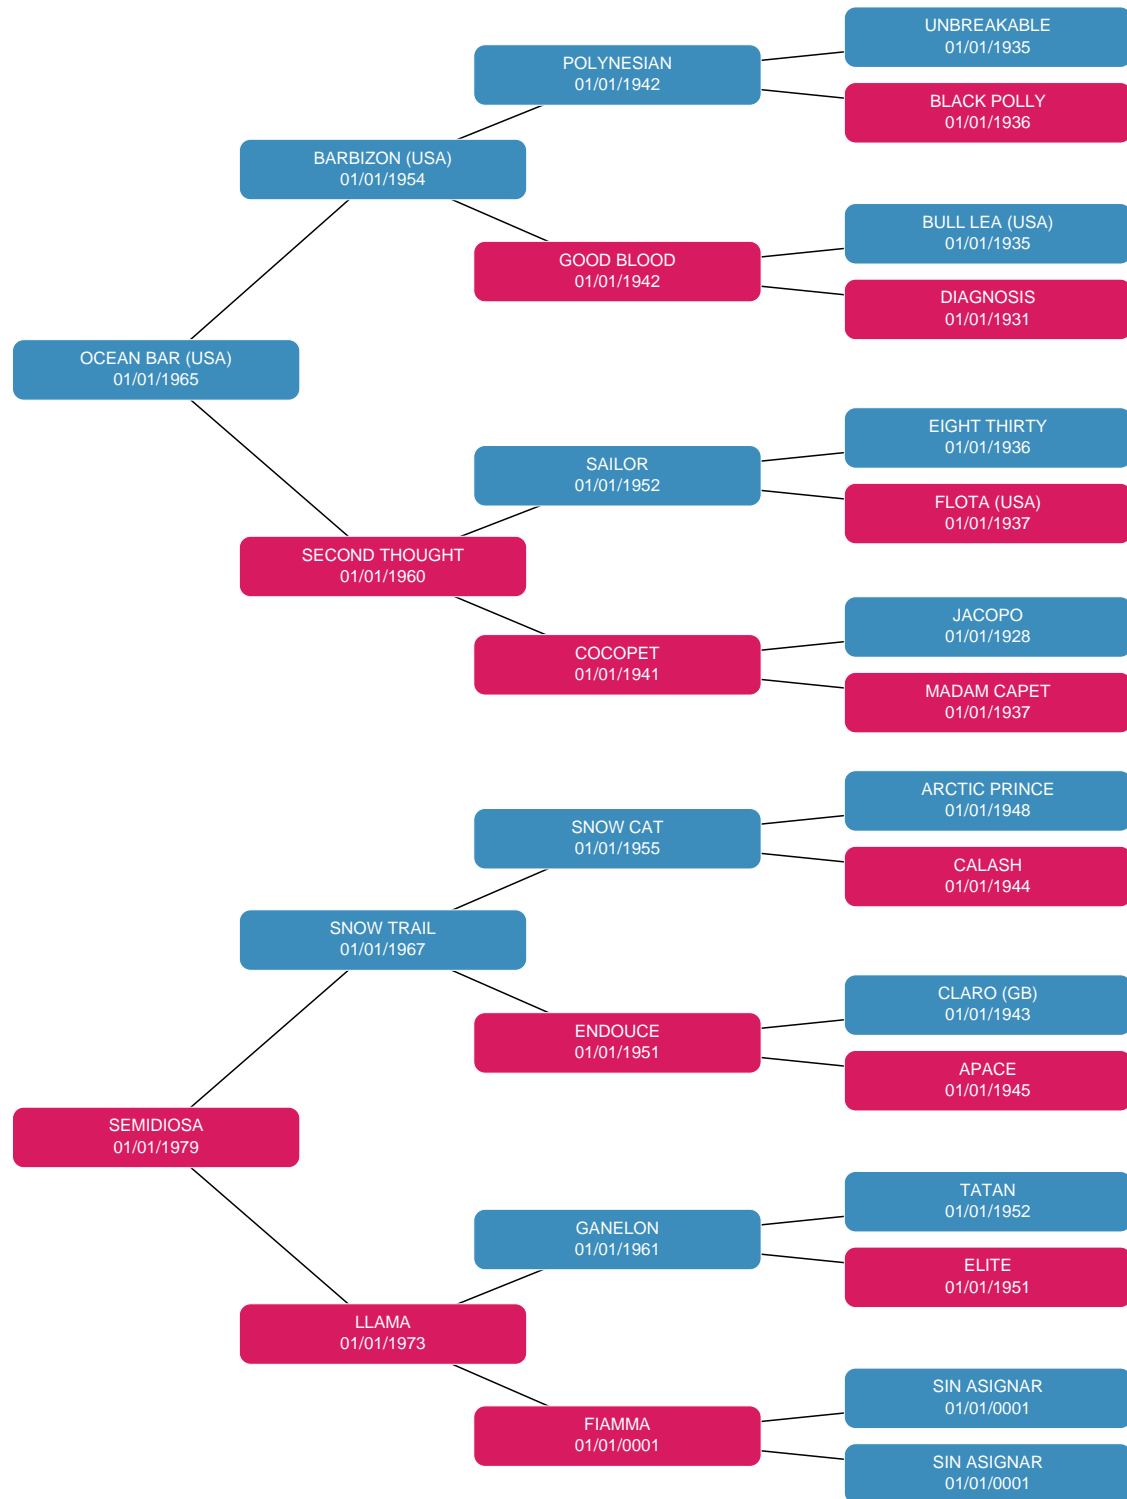 UNBREAKABLE
01/01/1935
POLYNESIAN
01/01/1942
BLACK POLLY
01/01/1936
BARBIZON (USA)
01/01/1954
BULL LEA (USA)
01/01/1935
GOOD BLOOD
01/01/1942
DIAGNOSIS
01/01/1931
OCEAN BAR (USA)
01/01/1965
EIGHT THIRTY
01/01/1936
SAILOR
01/01/1952
FLOTA (USA)
01/01/1937
SECOND THOUGHT
01/01/1960
JACOPO
01/01/1928
COCOPET
01/01/1941
MADAM CAPET
01/01/1937
ARCTIC PRINCE
01/01/1948
SNOW CAT
01/01/1955
CALASH
01/01/1944
SNOW TRAIL
01/01/1967
CLARO (GB)
01/01/1943
ENDOUCE
01/01/1951
APACE
01/01/1945
SEMIDIOSA
01/01/1979
TATAN
01/01/1952
GANELON
01/01/1961
ELITE
01/01/1951
LLAMA
01/01/1973
SIN ASIGNAR
01/01/0001
FIAMMA
01/01/0001
SIN ASIGNAR
01/01/0001